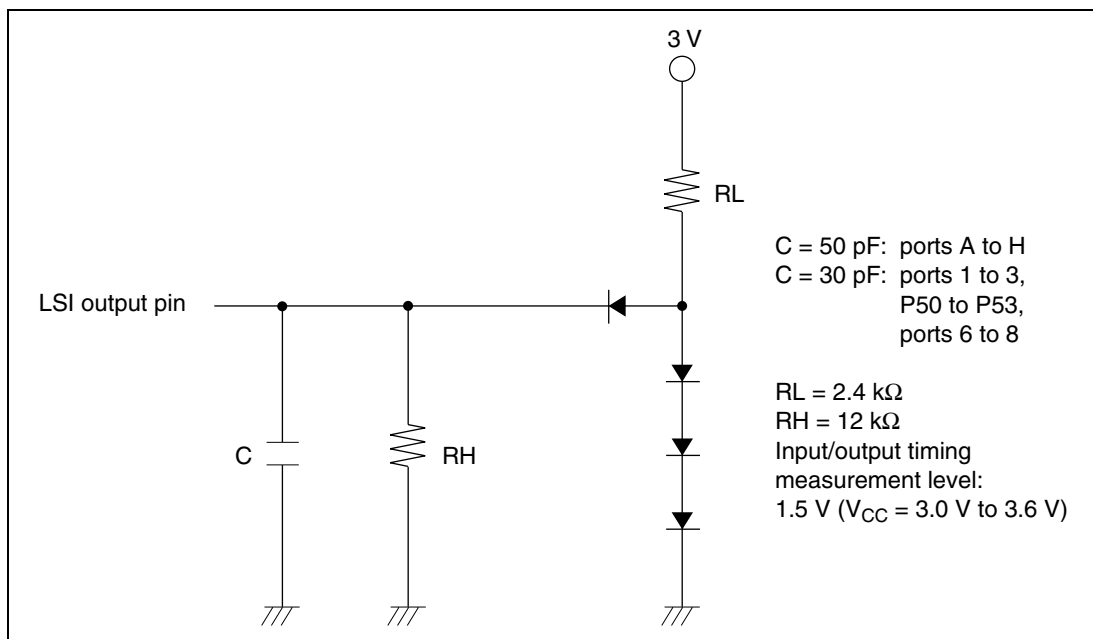 3 V
RL
LSI output pin
C
RH
C = 50 pF: ports A to H
C = 30 pF: ports 1 to 3,
P50 to P53,
ports 6 to 8
RL = 2.4 kΩ
RH = 12 kΩ
Input/output timing
measurement level:
1.5 V (VCC = 3.0 V to 3.6 V)